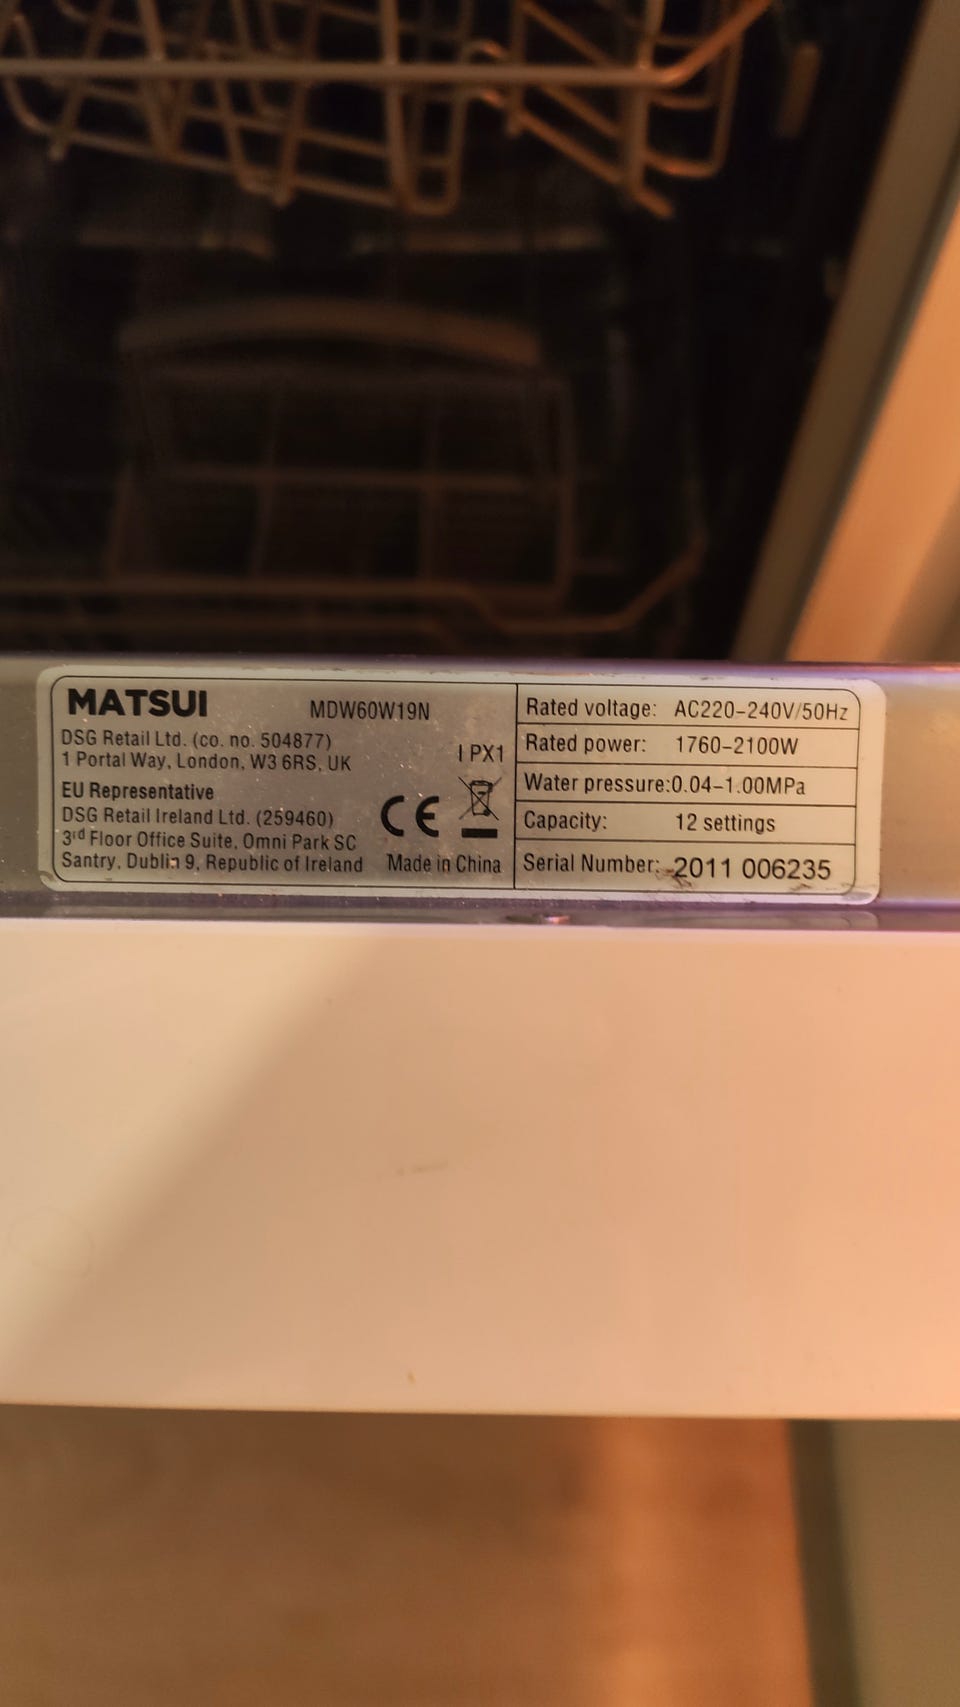 MATSUI MDW60W19N
DSG Retail Ltd. (co. no. 504877)
1 Portal Way, London, W3 6RS, UK
IPX1
EU Representative
DSG Retail Ireland Ltd. (259460)
3rd Floor Office Suite, Omni Park SC
Santry, Dublin 9, Republic of Ireland
CE
Made in China
Rated voltage: AC220-240V/50Hz
Rated power: 1760-2100W
Water pressure:0.04-1.00MPa
Capacity: 12 settings
Serial Number: 2011 006235